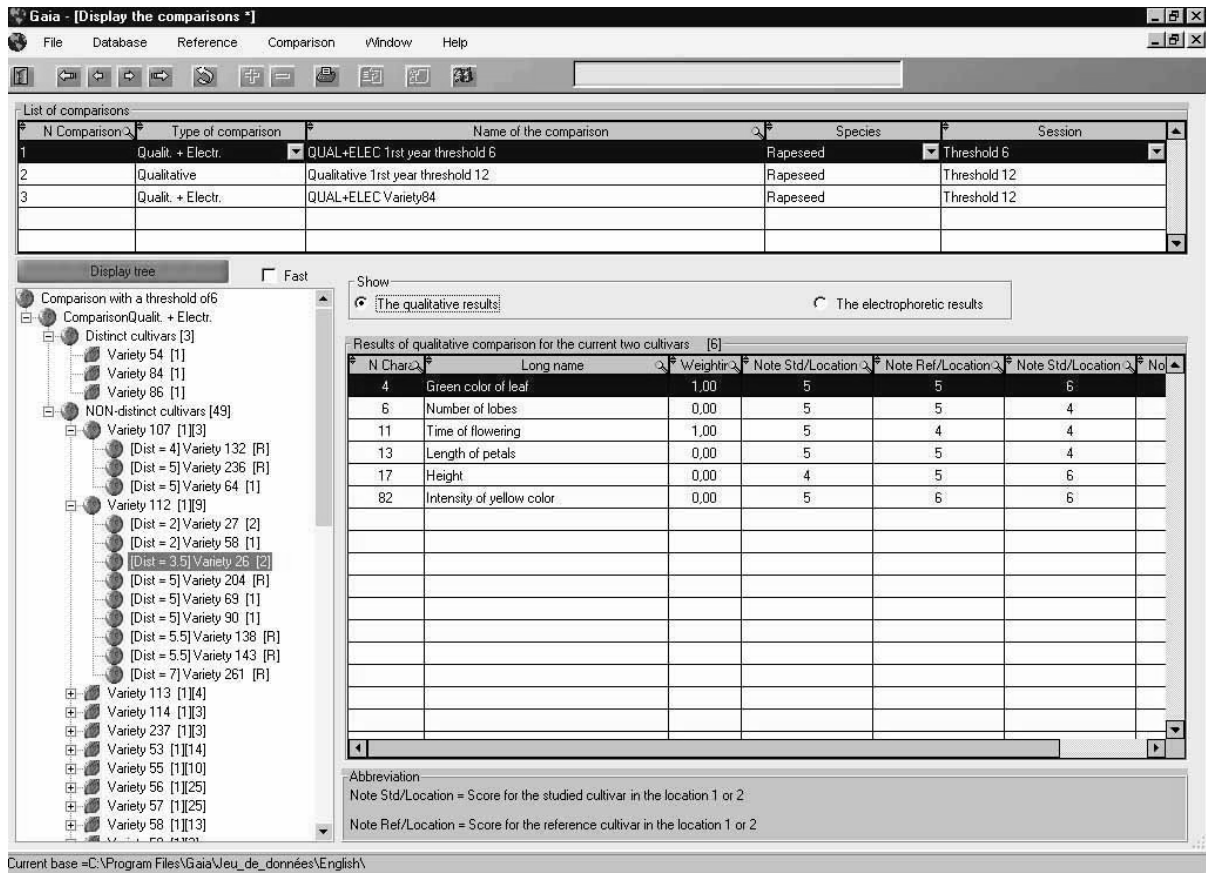 Gaia - [Display the comparisons *]
File Database Reference Comparison Window Help
List of comparisons
N Comparison Type of comparison Name of the comparison Species Session
1 Qualit. + Electr. QUAL+ELEC 1rst year threshold 6 Rapeseed Threshold 6
2 Qualitative Qualitative 1rst year threshold 12 Rapeseed Threshold 12
3 Qualit. + Electr. QUAL+ELEC Variety84 Rapeseed Threshold 12
Display tree Fast
Comparison with a threshold of6
ComparisonQualit. + Electr.
Distinct cultivars [3]
Variety 54 [1]
Variety 84 [1]
Variety 86 [1]
NON-distinct cultivars [49]
Variety 107 [1][3]
[Dist = 4] Variety 132 [R]
[Dist = 5] Variety 236 [R]
[Dist = 5] Variety 64 [1]
Variety 112 [1][9]
[Dist = 2] Variety 27 [2]
[Dist = 2] Variety 58 [1]
[Dist = 3.5] Variety 26 [2]
[Dist = 5] Variety 204 [R]
[Dist = 5] Variety 69 [1]
[Dist = 5] Variety 90 [1]
[Dist = 5.5] Variety 138 [R]
[Dist = 5.5] Variety 143 [R]
[Dist = 7] Variety 261 [R]
Variety 113 [1][4]
Variety 114 [1][3]
Variety 237 [1][3]
Variety 53 [1][14]
Variety 55 [1][10]
Variety 56 [1][25]
Variety 57 [1][25]
Variety 58 [1][13]
Show
The qualitative results The electrophoretic results
Results of qualitative comparison for the current two cultivars [6]
N Chara Long name Weightin Note Std/Location Note Ref/Location Note Std/Location No
4 Green color of leaf 1,00 5 5 6
6 Number of lobes 0,00 5 5 4
11 Time of flowering 1,00 5 4 4
13 Length of petals 0,00 5 5 4
17 Height 0,00 4 5 6
82 Intensity of yellow color 0,00 5 6 6
Abbreviation
Note Std/Location = Score for the studied cultivar in the location 1 or 2
Note Ref/Location = Score for the reference cultivar in the location 1 or 2
Current base =C:\Program Files\Gaia\Jeu_de_données\English\